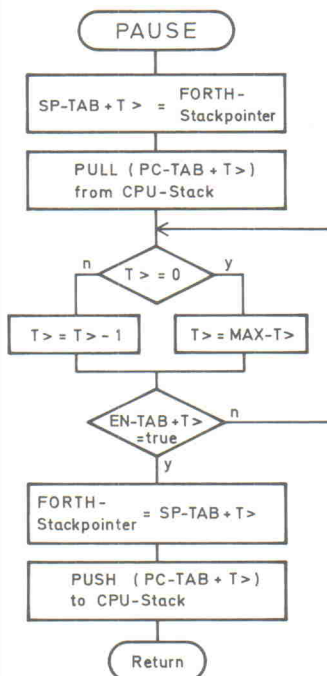 PAUSE
SP-TAB + T> = FORTH-
Stackpointer
PULL (PC-TAB + T>)
from CPU-Stack
n
T> = 0
y
T> = T> - 1
T> = MAX-T>
EN-TAB + T>
= true
n
y
FORTH-
Stackpointer = SP-TAB + T>
PUSH (PC-TAB + T>)
to CPU-Stack
Return